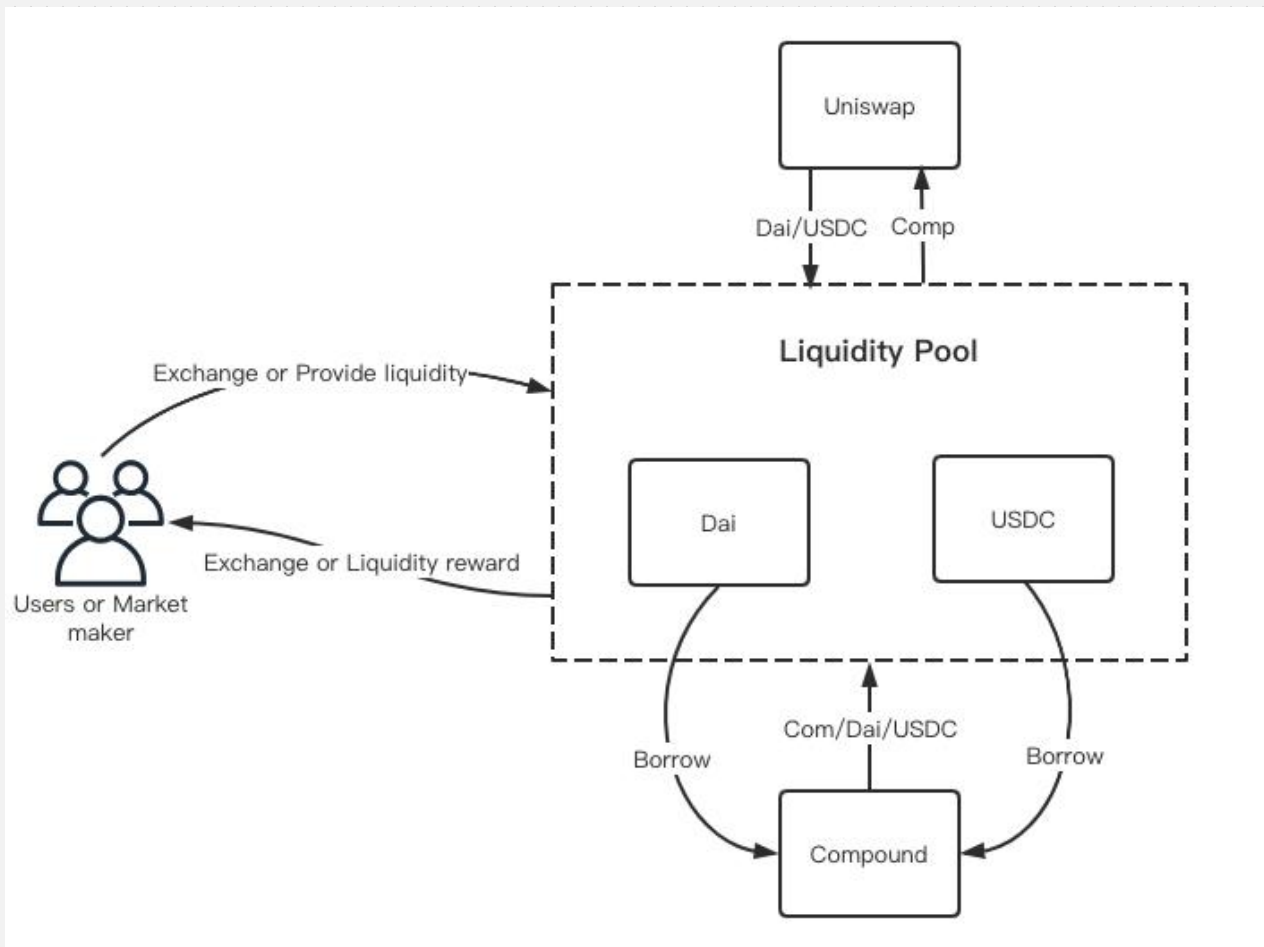 Uniswap
Dai/USDC
Comp
Liquidity Pool
Exchange or Provide liquidity
Dai
USDC
Exchange or Liquidity reward
Users or Market
maker
Com/Dai/USDC
Borrow
Borrow
Compound